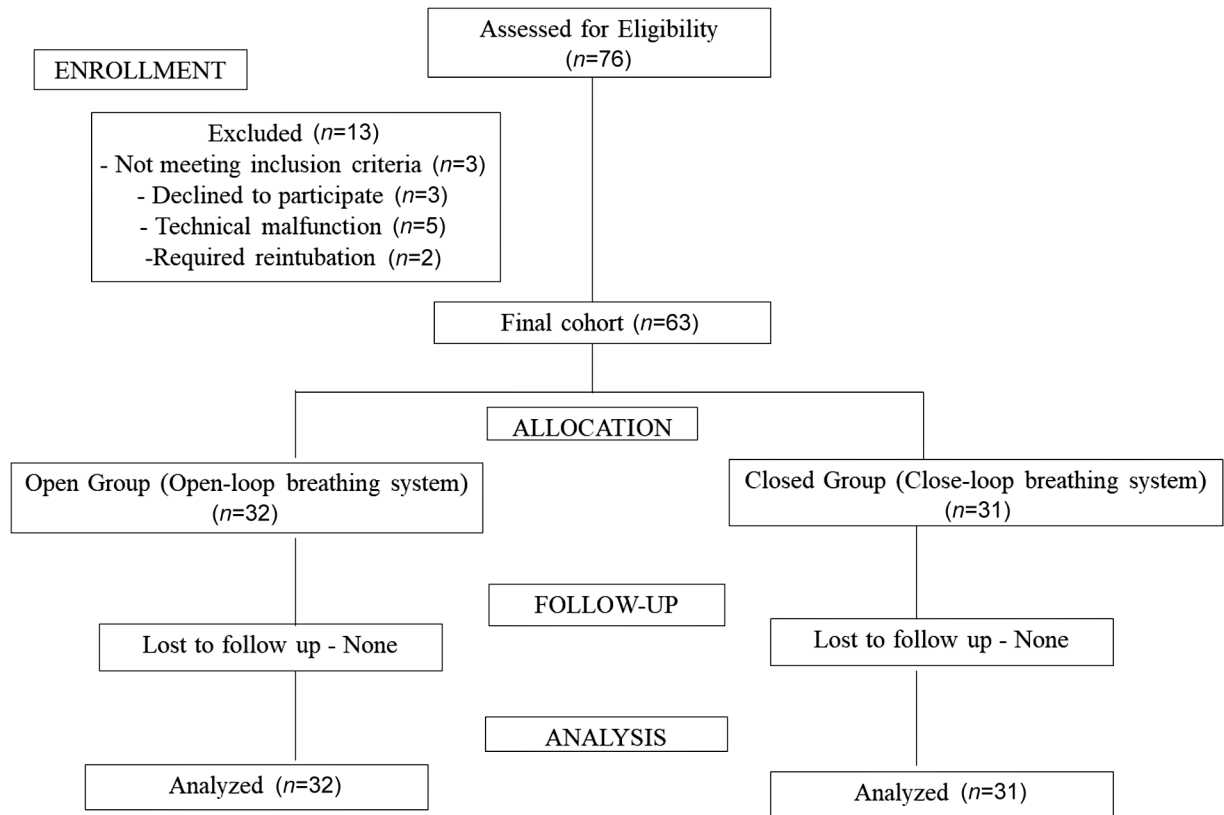 Assessed for Eligibility
(n=76)
ENROLLMENT
Excluded (n=13)
- Not meeting inclusion criteria (n=3)
- Declined to participate (n=3)
- Technical malfunction (n=5)
-Required reintubation (n=2)
Final cohort (n=63)
ALLOCATION
Open Group (Open-loop breathing system)
(n=32)
Closed Group (Close-loop breathing system)
(n=31)
FOLLOW-UP
Lost to follow up - None
Lost to follow up - None
ANALYSIS
Analyzed (n=32)
Analyzed (n=31)